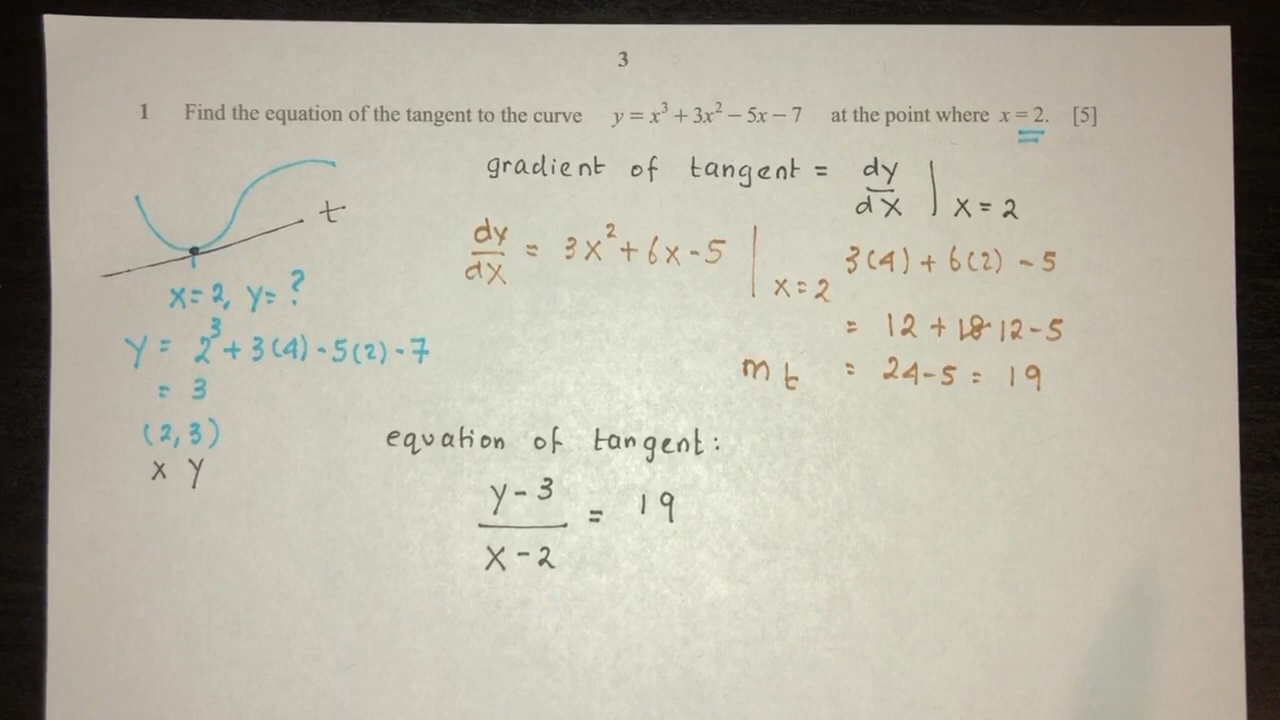 3
1 Find the equation of the tangent to the curve y = x³ + 3x² − 5x − 7 at the point where x = 2. [5]
gradient of tangent = dy/dx | x = 2
t
dy/dx = 3x² + 6x - 5 | x = 2
3(4) + 6(2) - 5
= 12 + 18 12 - 5
mt = 24 - 5 = 19
x = 2, y = ?
y = 2³ + 3(4) - 5(2) - 7
= 3
(2, 3)
x y
equation of tangent:
y - 3 / x - 2 = 19